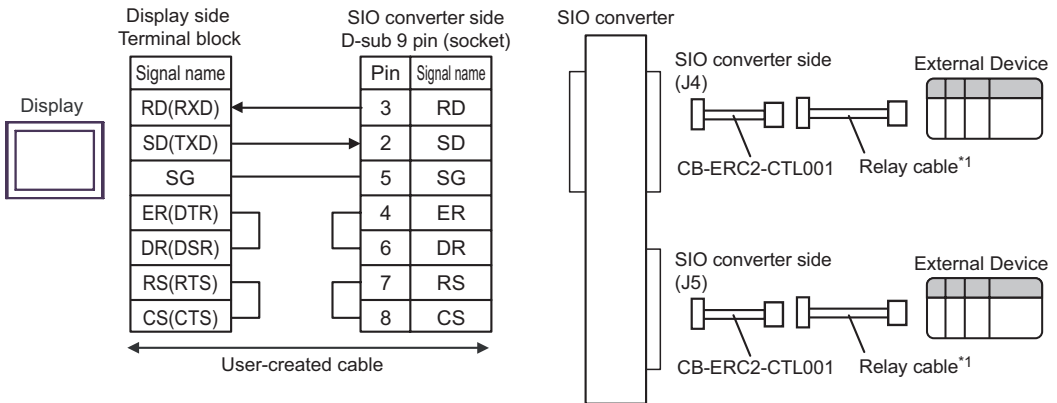 Display side
Terminal block
SIO converter side
D-sub 9 pin (socket)
Display
Signal name
Pin Signal name
RD(RXD) 3 RD
SD(TXD) 2 SD
SG 5 SG
ER(DTR) 4 ER
DR(DSR) 6 DR
RS(RTS) 7 RS
CS(CTS) 8 CS
User-created cable
SIO converter
SIO converter side
(J4)
External Device
CB-ERC2-CTL001
Relay cable*1
SIO converter side
(J5)
External Device
CB-ERC2-CTL001
Relay cable*1